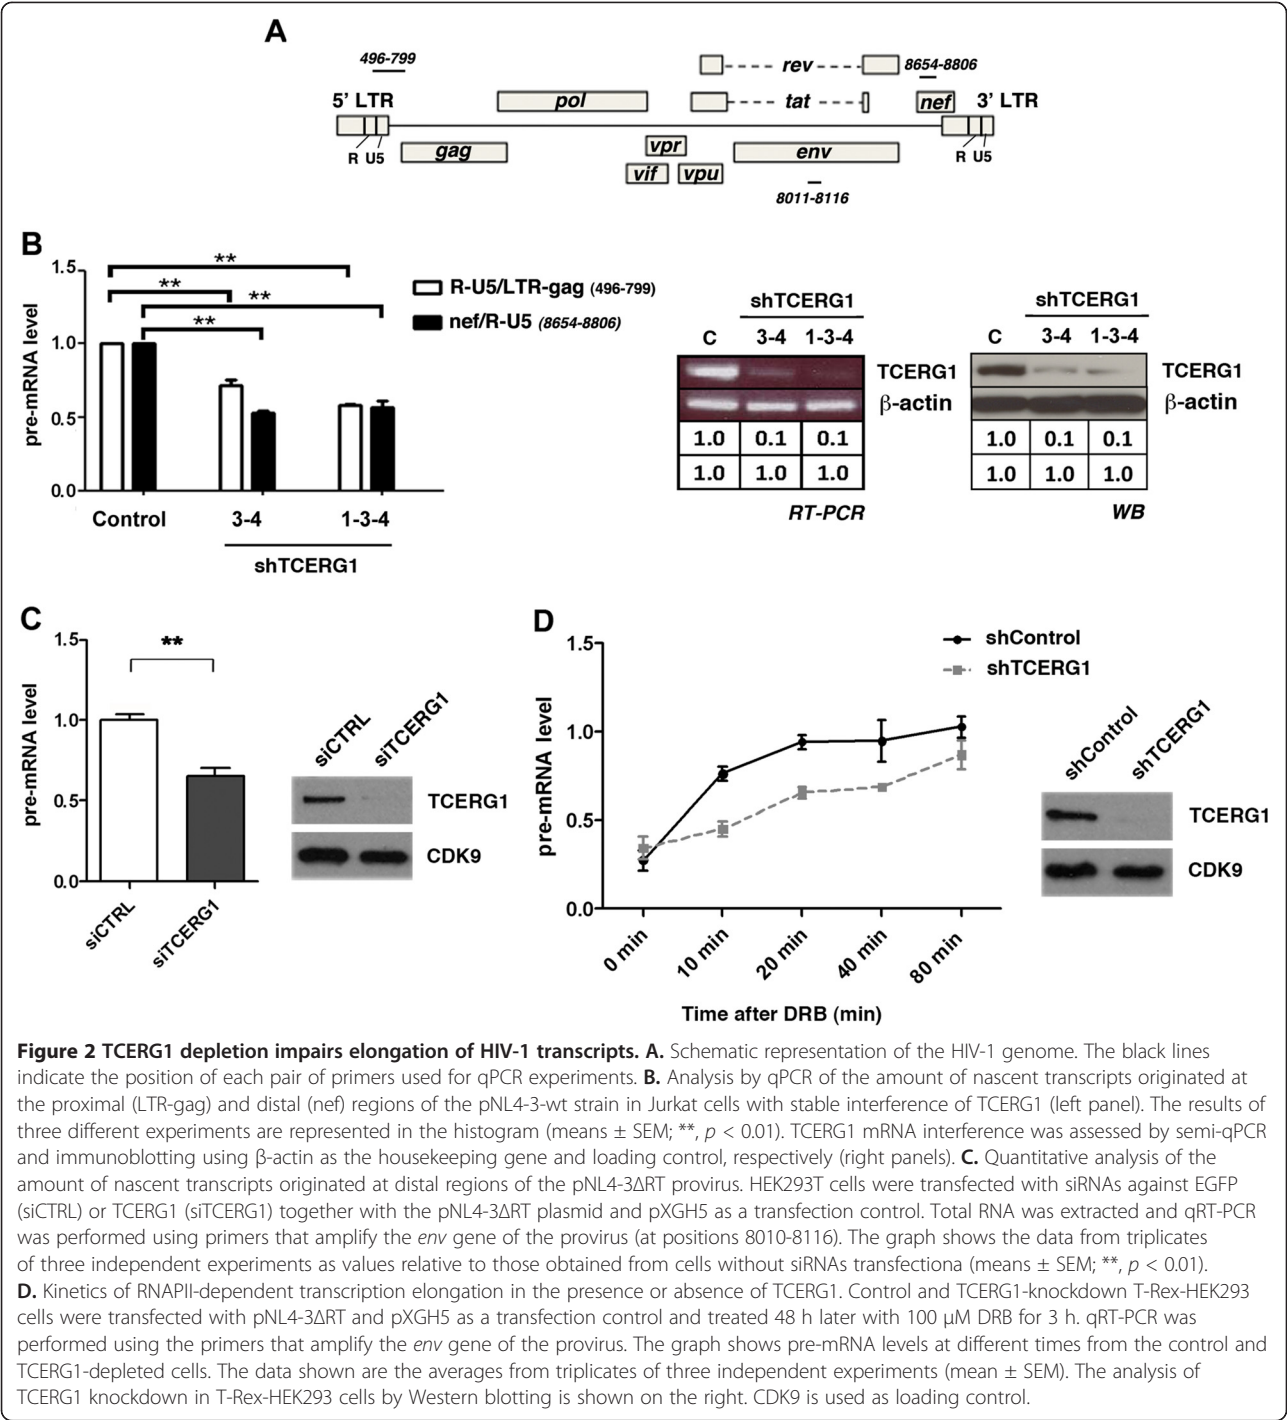 A
496-799
rev
8654-8806
5' LTR
pol
tat
nef
3' LTR
R U5
gag
vpr
env
R U5
vif
vpu
8011-8116
B
pre-mRNA level
1.5
1.0
0.5
0.0
**
**
**
**
R-U5/LTR-gag (496-799)
nef/R-U5 (8654-8806)
Control
3-4
1-3-4
shTCERG1
shTCERG1
C
3-4
1-3-4
TCERG1
β-actin
1.0 0.1 0.1
1.0 1.0 1.0
RT-PCR
shTCERG1
C
3-4
1-3-4
TCERG1
β-actin
1.0 0.1 0.1
1.0 1.0 1.0
WB
C
pre-mRNA level
1.5
1.0
0.5
0.0
**
siCTRL
siTCERG1
siCTRL
siTCERG1
TCERG1
CDK9
D
pre-mRNA level
1.5
1.0
0.5
0.0
shControl
shTCERG1
0 min
10 min
20 min
40 min
80 min
Time after DRB (min)
shControl
shTCERG1
TCERG1
CDK9
Figure 2 TCERG1 depletion impairs elongation of HIV-1 transcripts. A. Schematic representation of the HIV-1 genome. The black lines
indicate the position of each pair of primers used for qPCR experiments. B. Analysis by qPCR of the amount of nascent transcripts originated at
the proximal (LTR-gag) and distal (nef) regions of the pNL4-3-wt strain in Jurkat cells with stable interference of TCERG1 (left panel). The results of
three different experiments are represented in the histogram (means ± SEM; **, p < 0.01). TCERG1 mRNA interference was assessed by semi-qPCR
and immunoblotting using β-actin as the housekeeping gene and loading control, respectively (right panels). C. Quantitative analysis of the
amount of nascent transcripts originated at distal regions of the pNL4-3ΔRT provirus. HEK293T cells were transfected with siRNAs against EGFP
(siCTRL) or TCERG1 (siTCERG1) together with the pNL4-3ΔRT plasmid and pXGH5 as a transfection control. Total RNA was extracted and qRT-PCR
was performed using primers that amplify the env gene of the provirus (at positions 8010-8116). The graph shows the data from triplicates
of three independent experiments as values relative to those obtained from cells without siRNAs transfectiona (means ± SEM; **, p < 0.01).
D. Kinetics of RNAPII-dependent transcription elongation in the presence or absence of TCERG1. Control and TCERG1-knockdown T-Rex-HEK293
cells were transfected with pNL4-3ΔRT and pXGH5 as a transfection control and treated 48 h later with 100 μM DRB for 3 h. qRT-PCR was
performed using the primers that amplify the env gene of the provirus. The graph shows pre-mRNA levels at different times from the control and
TCERG1-depleted cells. The data shown are the averages from triplicates of three independent experiments (mean ± SEM). The analysis of
TCERG1 knockdown in T-Rex-HEK293 cells by Western blotting is shown on the right. CDK9 is used as loading control.